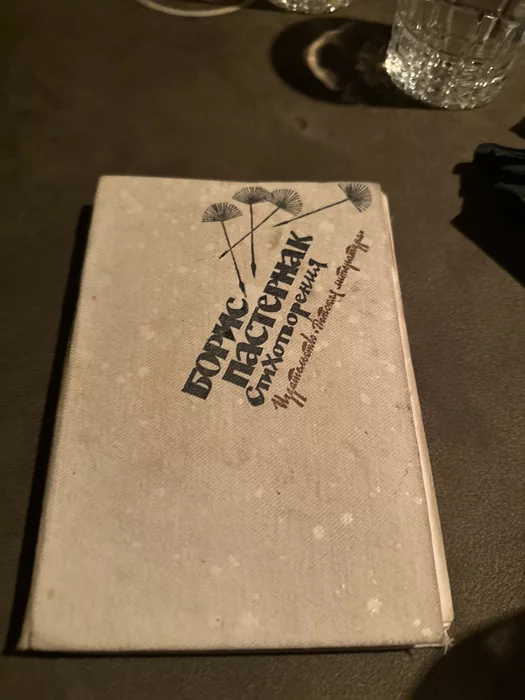 БОРИС
ПАСТЕРНАК
Стихотворения
Издательство «Детская литература»